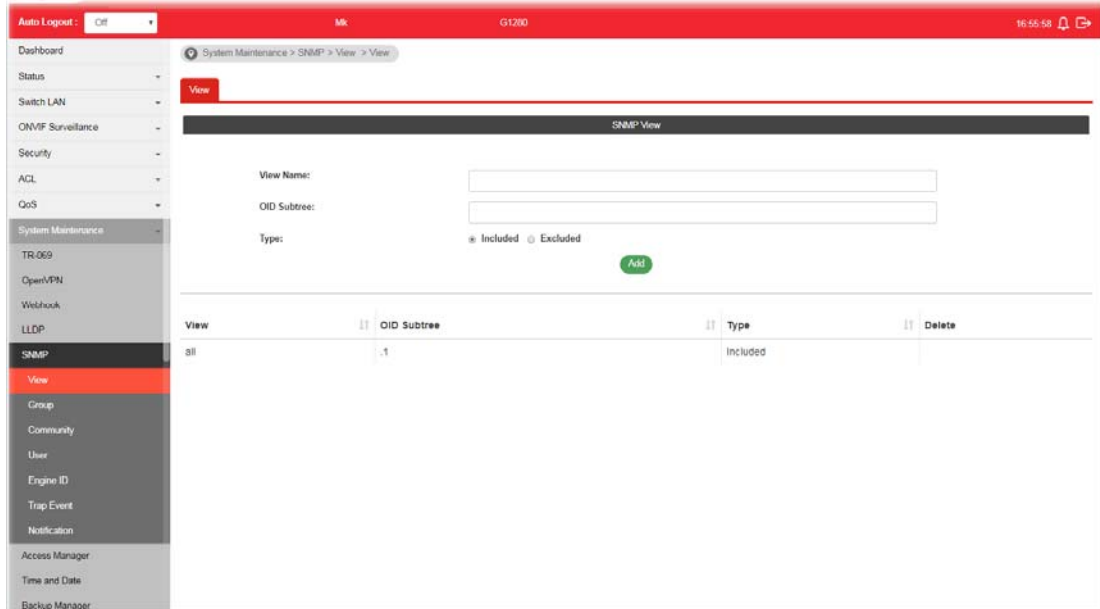 Auto Logout : Off Mk G1280 16:55:58
Dashboard
Status
Switch LAN
ONVIF Surveillance
Security
ACL
QoS
System Maintenance
TR-069
OpenVPN
Webhook
LLDP
SNMP
View
Group
Community
User
Engine ID
Trap Event
Notification
Access Manager
Time and Date
Backup Manager
System Maintenance > SNMP > View > View
View
SNMP View
View Name:
OID Subtree:
Type: Included Excluded
Add
View OID Subtree Type Delete
all .1 Included